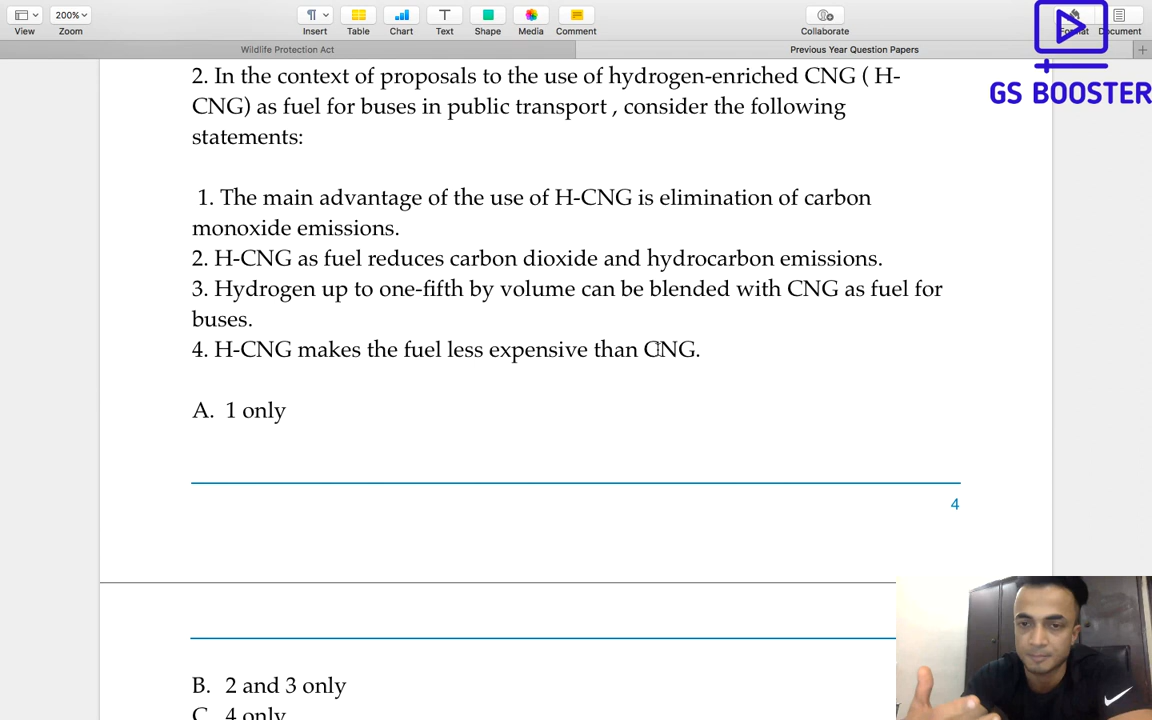 200%
View
Zoom
Insert
Table
Chart
Text
Shape
Media
Comment
Collaborate
Format
Document
Wildlife Protection Act
Previous Year Question Papers
GS BOOSTER
2. In the context of proposals to the use of hydrogen-enriched CNG ( H-
CNG) as fuel for buses in public transport , consider the following
statements:
1. The main advantage of the use of H-CNG is elimination of carbon
monoxide emissions.
2. H-CNG as fuel reduces carbon dioxide and hydrocarbon emissions.
3. Hydrogen up to one-fifth by volume can be blended with CNG as fuel for
buses.
4. H-CNG makes the fuel less expensive than CNG.
A. 1 only
4
B. 2 and 3 only
C. 4 only